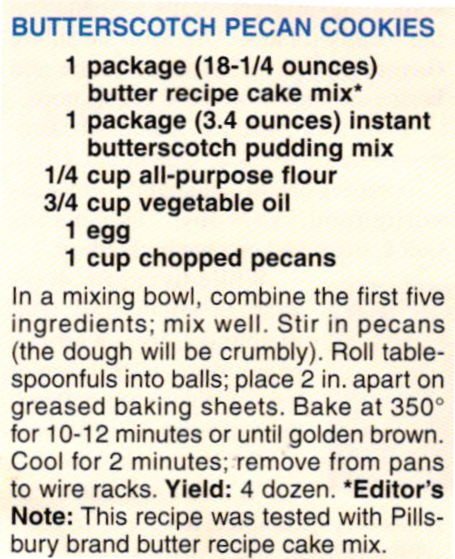 BUTTERSCOTCH PECAN COOKIES
1 package (18-1/4 ounces)
butter recipe cake mix*
1 package (3.4 ounces) instant
butterscotch pudding mix
1/4 cup all-purpose flour
3/4 cup vegetable oil
1 egg
1 cup chopped pecans
In a mixing bowl, combine the first five
ingredients; mix well. Stir in pecans
(the dough will be crumbly). Roll table-
spoonfuls into balls; place 2 in. apart on
greased baking sheets. Bake at 350°
for 10-12 minutes or until golden brown.
Cool for 2 minutes; remove from pans
to wire racks. Yield: 4 dozen. *Editor's
Note: This recipe was tested with Pills-
bury brand butter recipe cake mix.